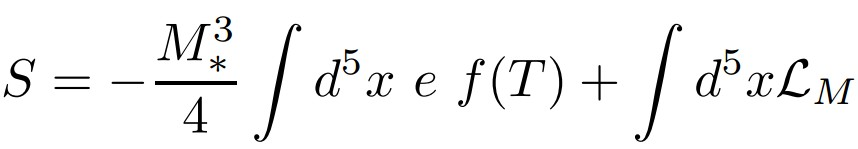 $S = -\frac{M_*^3}{4} \int d^5x \ e \ f(T) + \int d^5x \mathcal{L}_M$